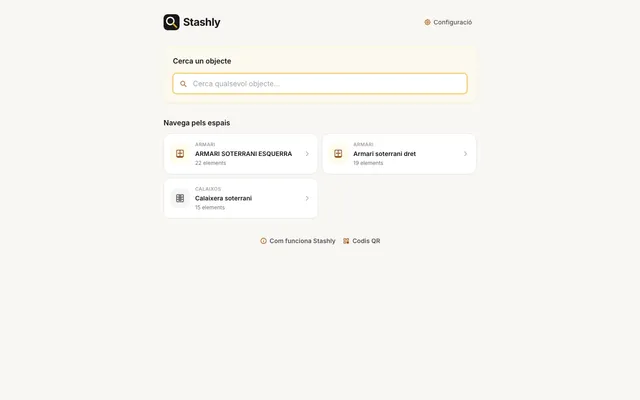 Stashly
Configuració
Cerca un objecte
Cerca qualsevol objecte...
Navega pels espais
ARMARI
ARMARI SOTERRANI ESQUERRA
22 elements
ARMARI
Armari soterrani dret
19 elements
CALAIXOS
Calaixera soterrani
15 elements
Com funciona Stashly
Codis QR